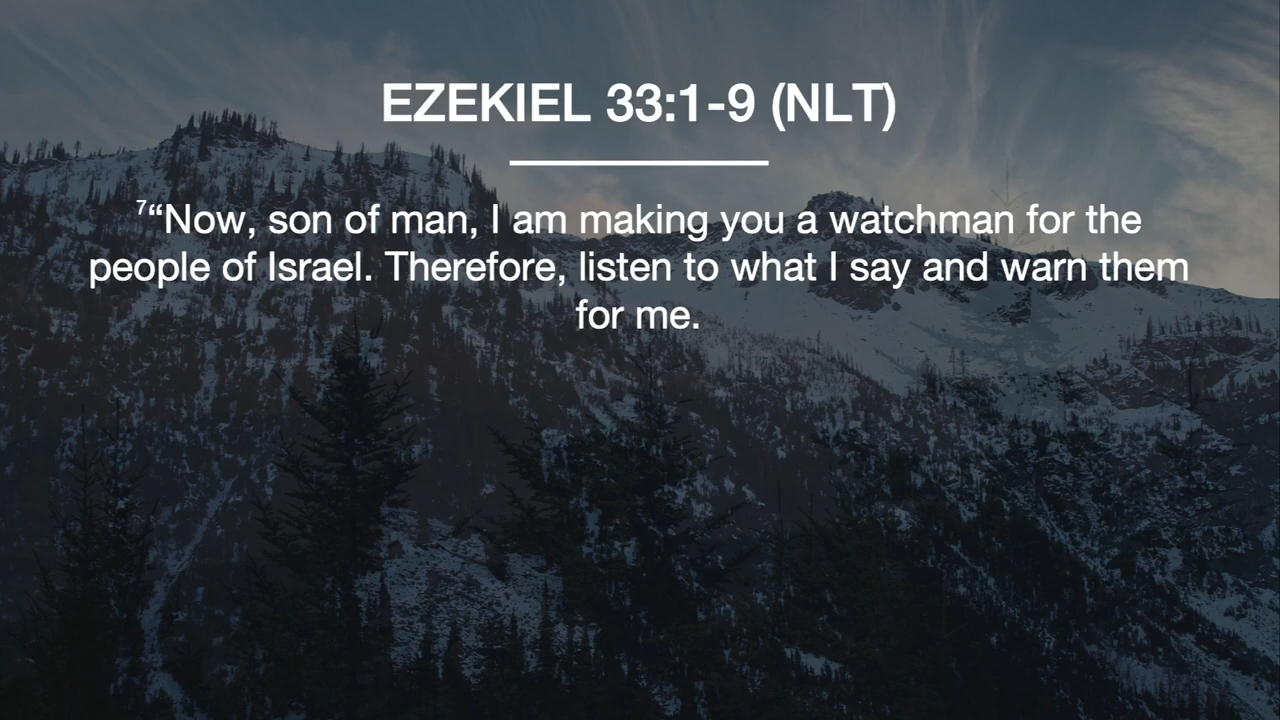 EZEKIEL 33:1-9 (NLT)
⁷“Now, son of man, I am making you a watchman for the
people of Israel. Therefore, listen to what I say and warn them
for me.